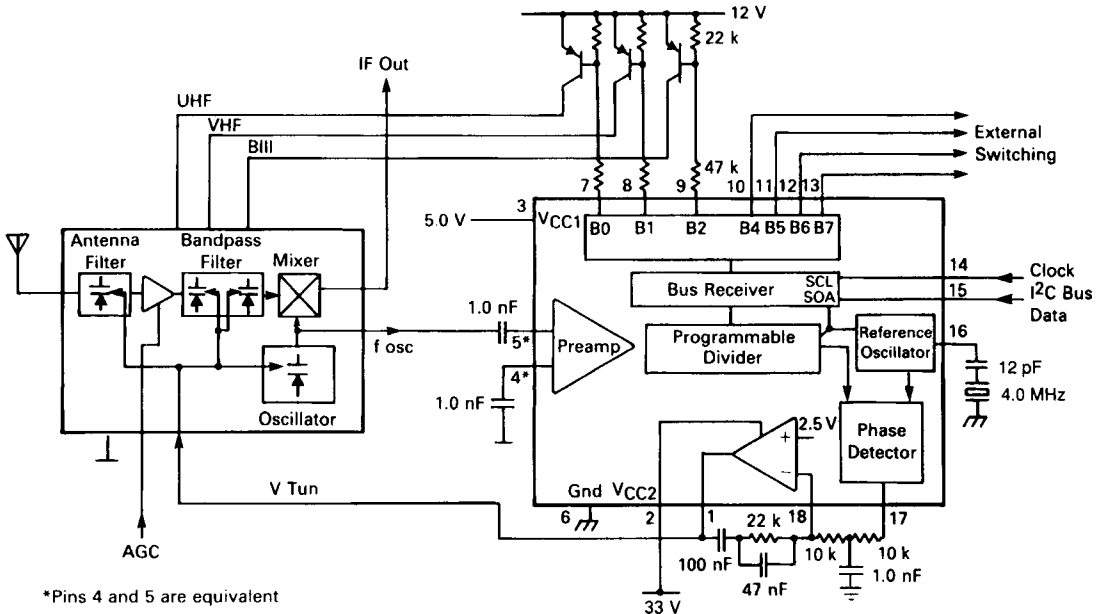 12 V
22 k
IF Out
UHF
VHF
BIII
External
Switching
47 k
7
8
9
10
11
12
13
3
5.0 V
VCC1
B0
B1
B2
B4
B5
B6
B7
Antenna
Filter
Bandpass
Filter
Mixer
14
Clock
SCL
Bus Receiver
SOA
15
I2C Bus
Data
1.0 nF
f osc
5*
Preamp
Programmable
Divider
Reference
Oscillator
16
4*
12 pF
1.0 nF
4.0 MHz
Oscillator
+
2.5 V
–
Phase
Detector
V Tun
Gnd
VCC2
6
2
1
22 k
18
17
AGC
100 nF
10 k
10 k
47 nF
1.0 nF
*Pins 4 and 5 are equivalent
33 V